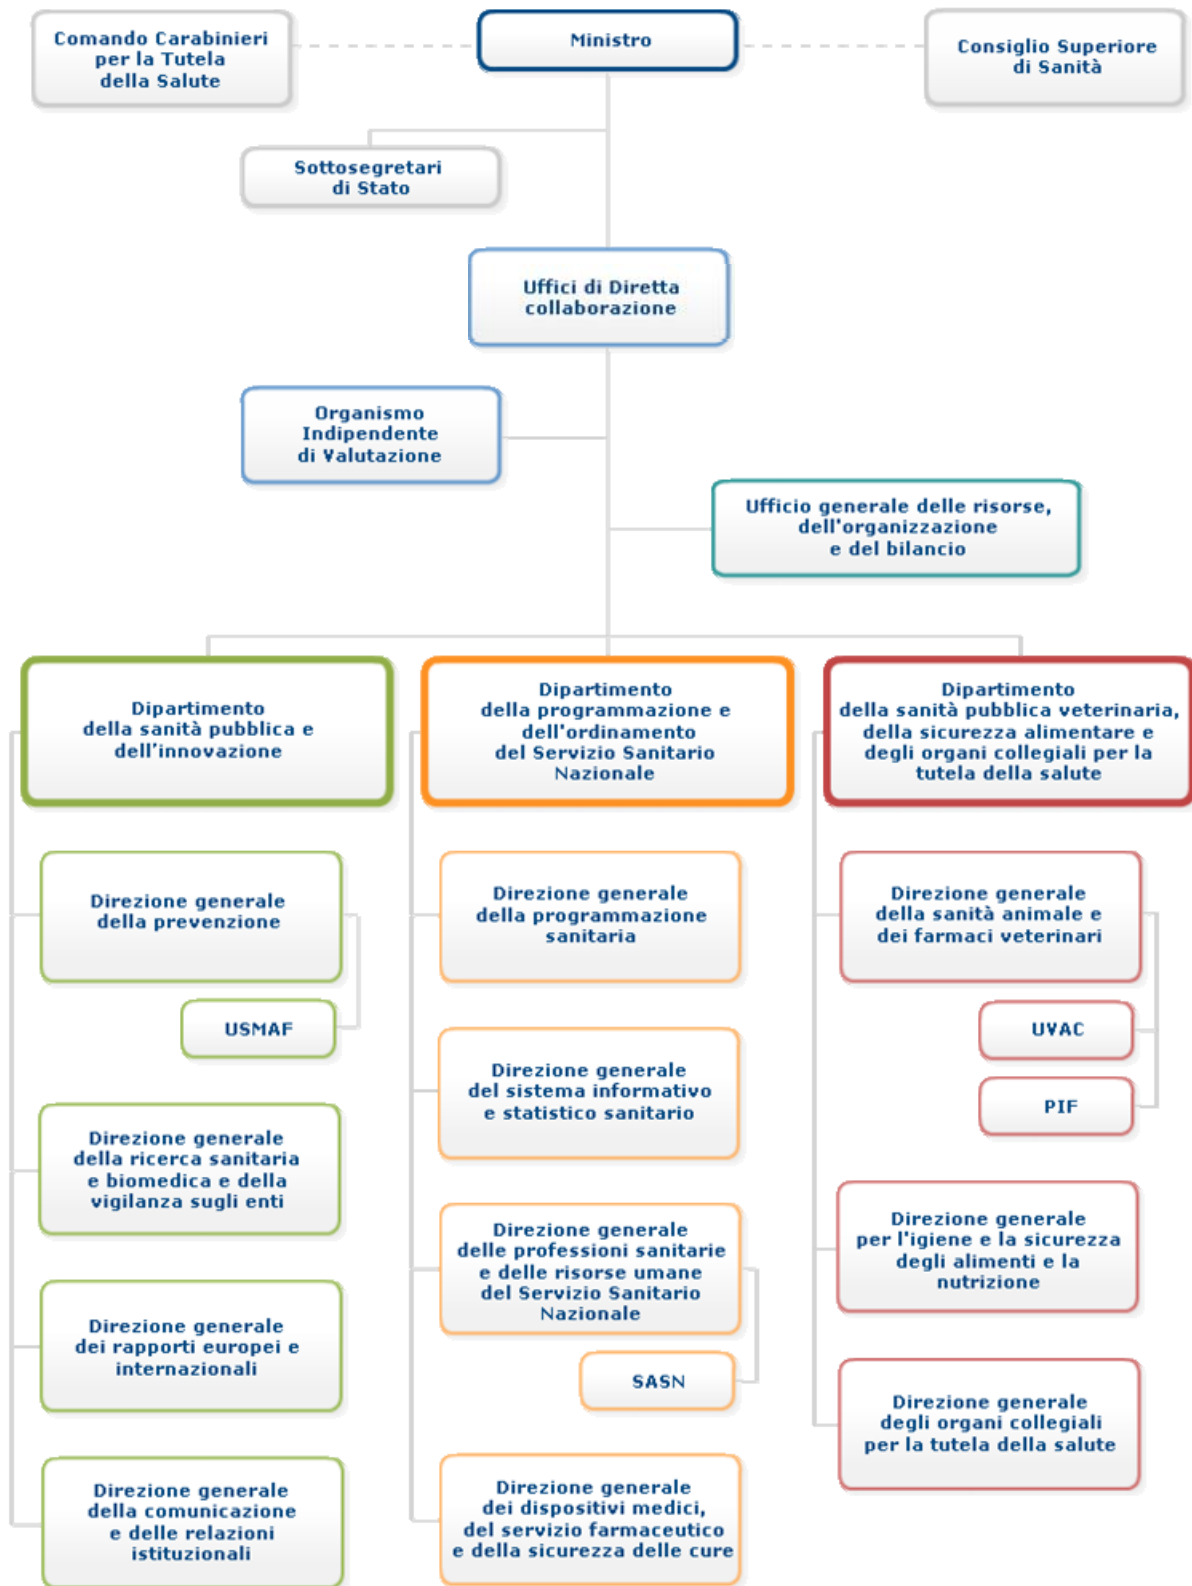 Comando Carabinieri
per la Tutela
della Salute
Ministro
Consiglio Superiore
di Sanità
Sottosegretari
di Stato
Uffici di Diretta
collaborazione
Organismo
Indipendente
di Valutazione
Ufficio generale delle risorse,
dell'organizzazione
e del bilancio
Dipartimento
della sanità pubblica e
dell'innovazione
Direzione generale
della prevenzione
USMAF
Direzione generale
della ricerca sanitaria
e biomedica e della
vigilanza sugli enti
Direzione generale
dei rapporti europei e
internazionali
Direzione generale
della comunicazione
e delle relazioni
istituzionali
Dipartimento
della programmazione e
dell'ordinamento
del Servizio Sanitario
Nazionale
Direzione generale
della programmazione
sanitaria
Direzione generale
del sistema informativo
e statistico sanitario
Direzione generale
delle professioni sanitarie
e delle risorse umane
del Servizio Sanitario
Nazionale
SASN
Direzione generale
dei dispositivi medici,
del servizio farmaceutico
e della sicurezza delle cure
Dipartimento
della sanità pubblica veterinaria,
della sicurezza alimentare e
degli organi collegiali per la
tutela della salute
Direzione generale
della sanità animale e
dei farmaci veterinari
UVAC
PIF
Direzione generale
per l'igiene e la sicurezza
degli alimenti e la
nutrizione
Direzione generale
degli organi collegiali
per la tutela della salute